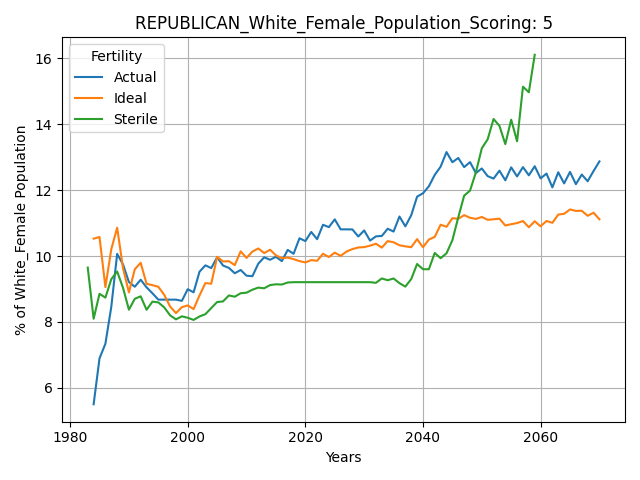 REPUBLICAN_White_Female_Population_Scoring: 5
Fertility
Actual
Ideal
Sterile
% of White_Female Population
16
14
12
10
8
6
1980
2000
2020
2040
2060
Years